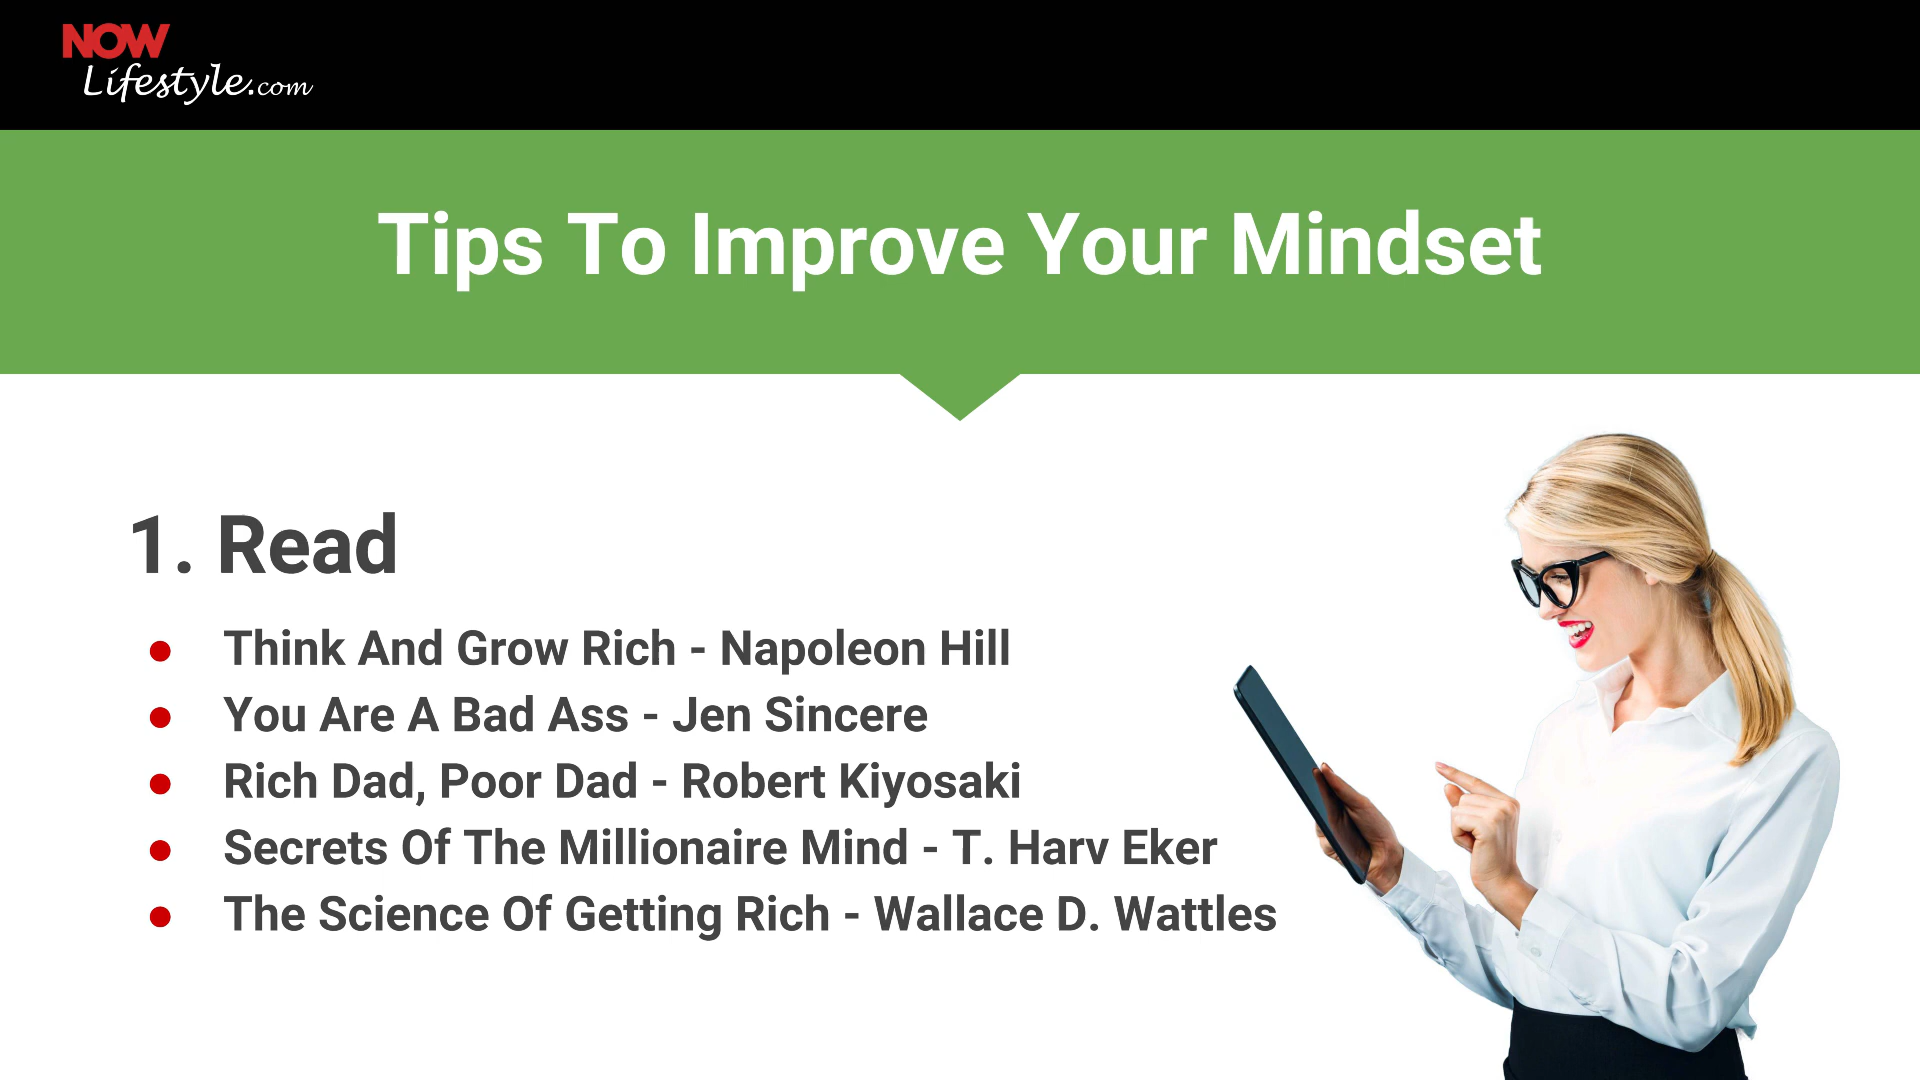 NOW
Lifestyle.com
Tips To Improve Your Mindset
1. Read
● Think And Grow Rich - Napoleon Hill
● You Are A Bad Ass - Jen Sincere
● Rich Dad, Poor Dad - Robert Kiyosaki
● Secrets Of The Millionaire Mind - T. Harv Eker
● The Science Of Getting Rich - Wallace D. Wattles